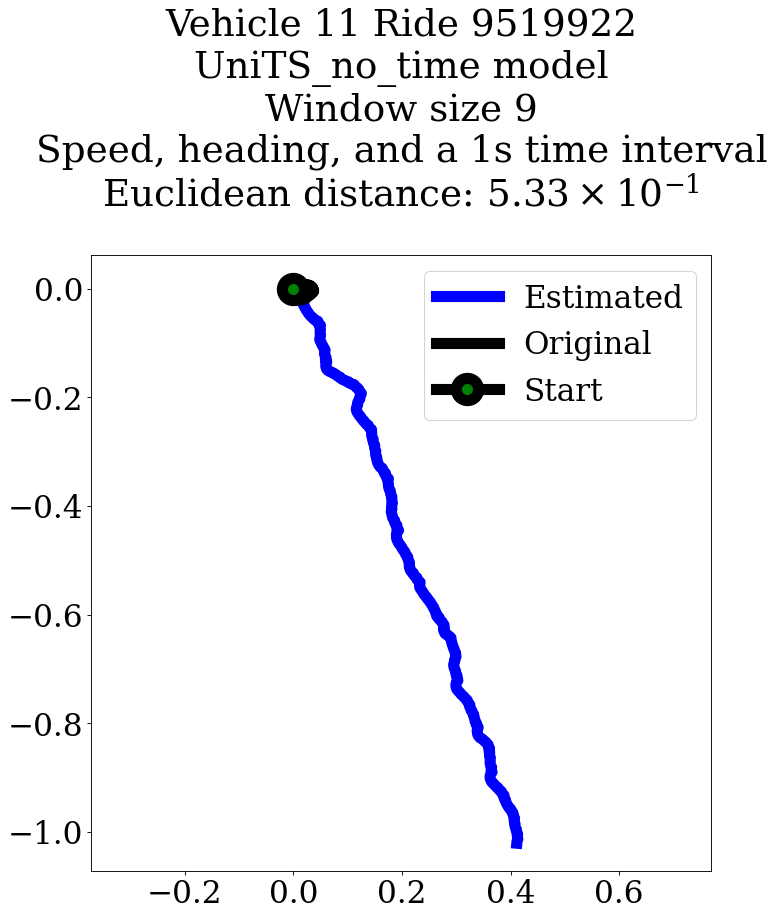 Vehicle 11 Ride 9519922
UniTS_no_time model
Window size 9
Speed, heading, and a 1s time interval
Euclidean distance: 5.33 × 10⁻¹
Estimated
Original
Start
0.0
−0.2
−0.4
−0.6
−0.8
−1.0
−0.2 0.0 0.2 0.4 0.6